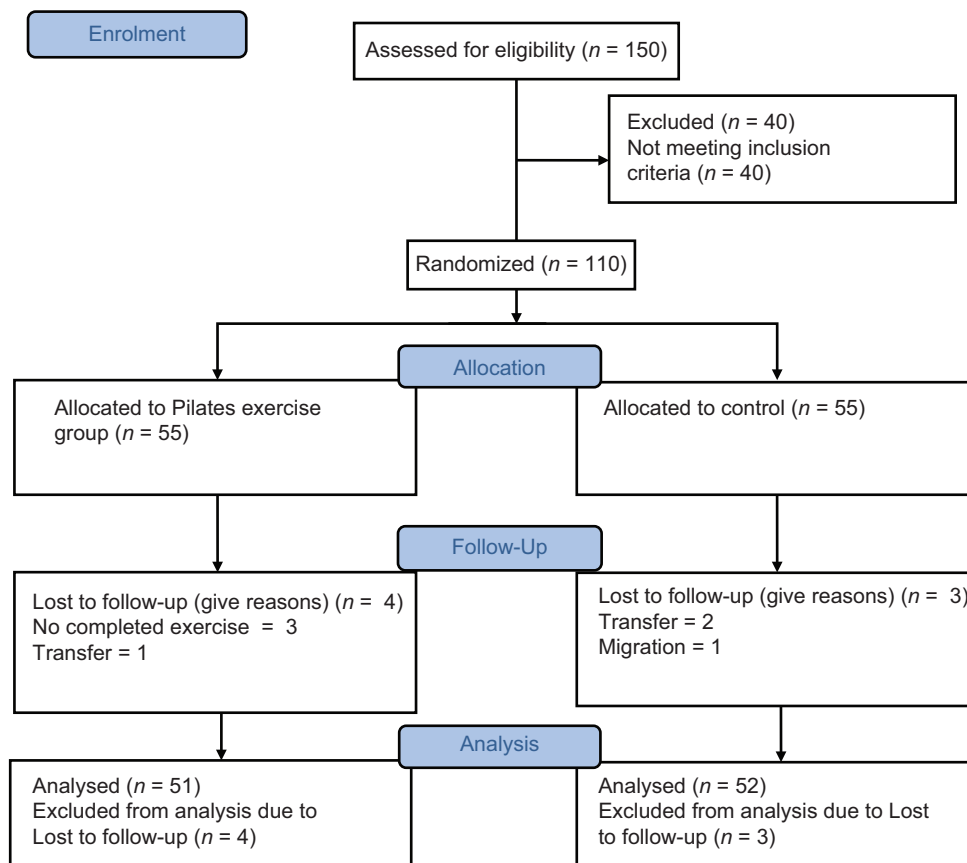 Enrolment
Assessed for eligibility (n = 150)
Excluded (n = 40)
Not meeting inclusion
criteria (n = 40)
Randomized (n = 110)
Allocation
Allocated to Pilates exercise
group (n = 55)
Allocated to control (n = 55)
Follow-Up
Lost to follow-up (give reasons) (n = 4)
No completed exercise = 3
Transfer = 1
Lost to follow-up (give reasons) (n = 3)
Transfer = 2
Migration = 1
Analysis
Analysed (n = 51)
Excluded from analysis due to
Lost to follow-up (n = 4)
Analysed (n = 52)
Excluded from analysis due to Lost
to follow-up (n = 3)